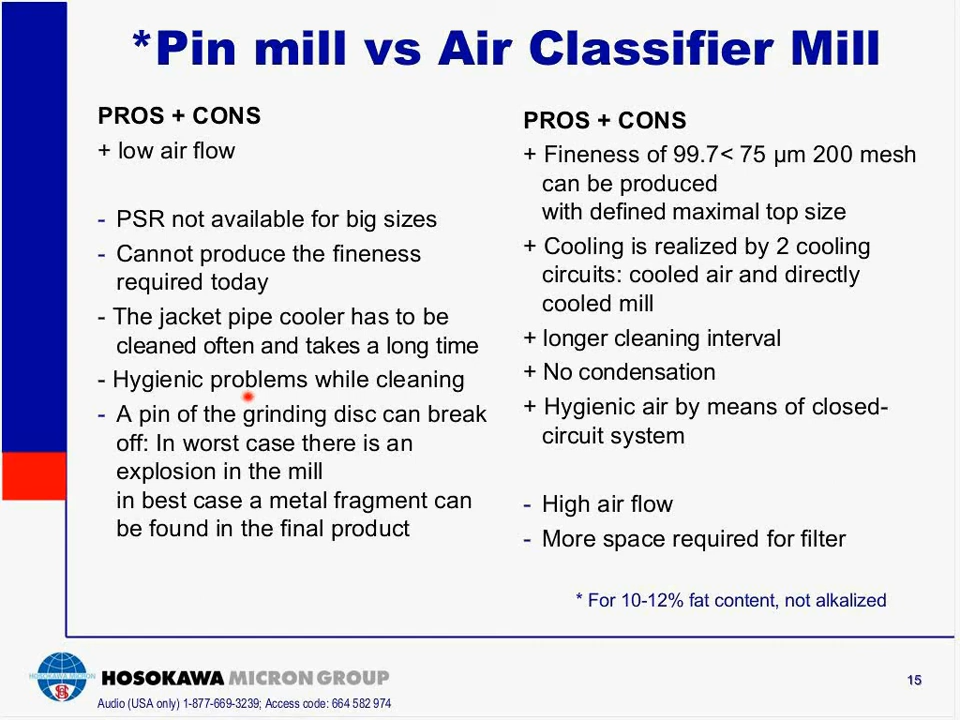 *Pin mill vs Air Classifier Mill
PROS + CONS
+ low air flow
- PSR not available for big sizes
- Cannot produce the fineness
required today
- The jacket pipe cooler has to be
cleaned often and takes a long time
- Hygienic problems while cleaning
- A pin of the grinding disc can break
off: In worst case there is an
explosion in the mill
in best case a metal fragment can
be found in the final product
PROS + CONS
+ Fineness of 99.7< 75 µm 200 mesh
can be produced
with defined maximal top size
+ Cooling is realized by 2 cooling
circuits: cooled air and directly
cooled mill
+ longer cleaning interval
+ No condensation
+ Hygienic air by means of closed-
circuit system
- High air flow
- More space required for filter
* For 10-12% fat content, not alkalized
HOSOKAWA MICRON
HOSOKAWA MICRON GROUP
15
Audio (USA only) 1-877-669-3239; Access code: 664 582 974